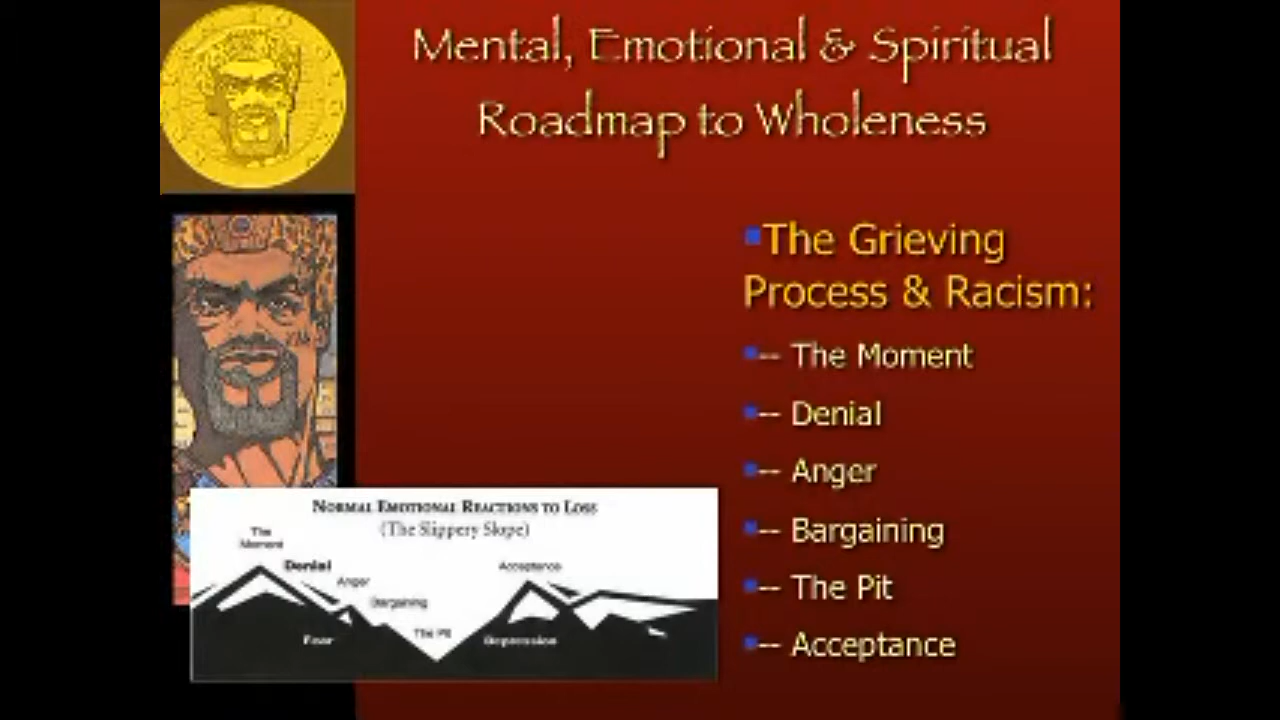 Mental, Emotional & Spiritual
Roadmap to Wholeness
The Grieving
Process & Racism:
-- The Moment
-- Denial
-- Anger
-- Bargaining
-- The Pit
-- Acceptance
Normal Emotional Reactions to Loss
(The Slippery Slope)
The
Moment
Denial
Anger
Bargaining
The Pit
Acceptance
Fear
Depression